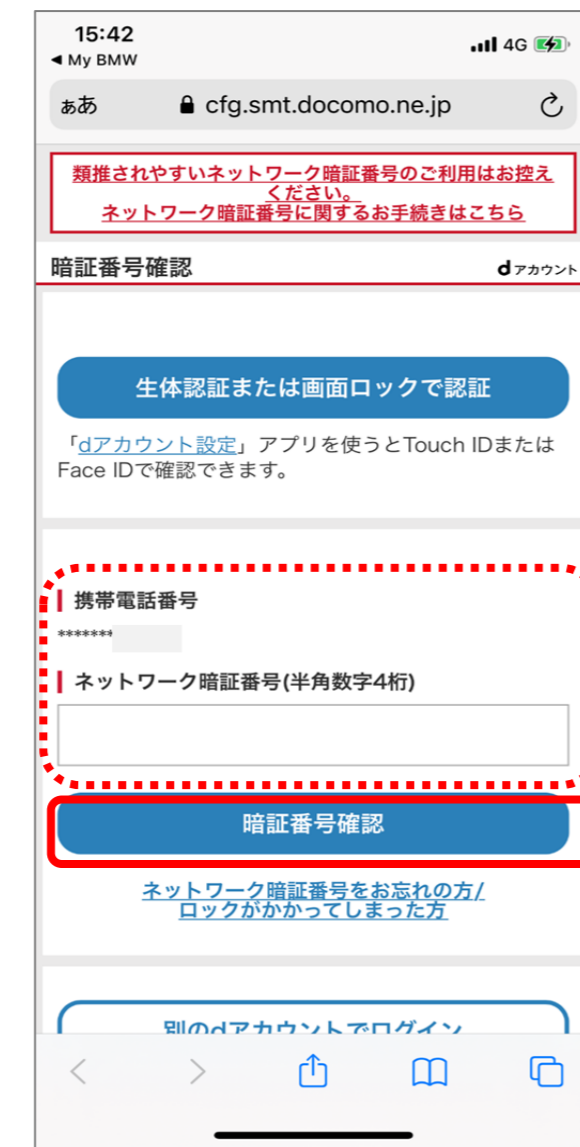 15:42
◀ My BMW
4G
ぁあ
cfg.smt.docomo.ne.jp
類推されやすいネットワーク暗証番号のご利用はお控え
ください。
ネットワーク暗証番号に関するお手続きはこちら
暗証番号確認
dアカウント
生体認証または画面ロックで認証
「dアカウント設定」アプリを使うとTouch IDまたは
Face IDで確認できます。
携帯電話番号
*******
ネットワーク暗証番号(半角数字4桁)
暗証番号確認
ネットワーク暗証番号をお忘れの方/
ロックがかかってしまった方
別のdアカウントでログイン